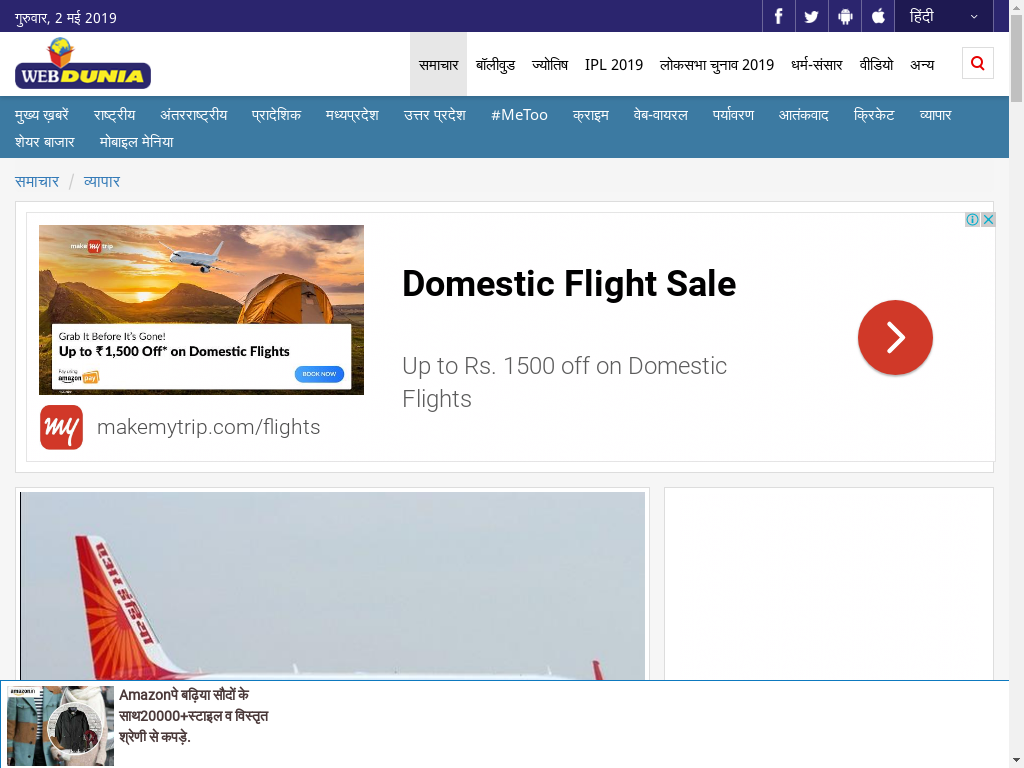 गुरुवार, 2 मई 2019
हिंदी
WEBDUNIA
समाचार बॉलीवुड ज्योतिष IPL 2019 लोकसभा चुनाव 2019 धर्म-संसार वीडियो अन्य
मुख्य ख़बरें राष्ट्रीय अंतरराष्ट्रीय प्रादेशिक मध्यप्रदेश उत्तर प्रदेश #MeToo क्राइम वेब-वायरल पर्यावरण आतंकवाद क्रिकेट व्यापार
शेयर बाजार मोबाइल मेनिया
समाचार / व्यापार
make my trip
Grab It Before It's Gone!
Up to ₹1,500 Off* on Domestic Flights
Pay using
amazon pay
BOOK NOW
Domestic Flight Sale
Up to Rs. 1500 off on Domestic
Flights
my
makemytrip.com/flights
amazon.in
Amazonपे बढ़िया सौदों के
साथ20000+स्टाइल व विस्तृत
श्रेणी से कपड़े.